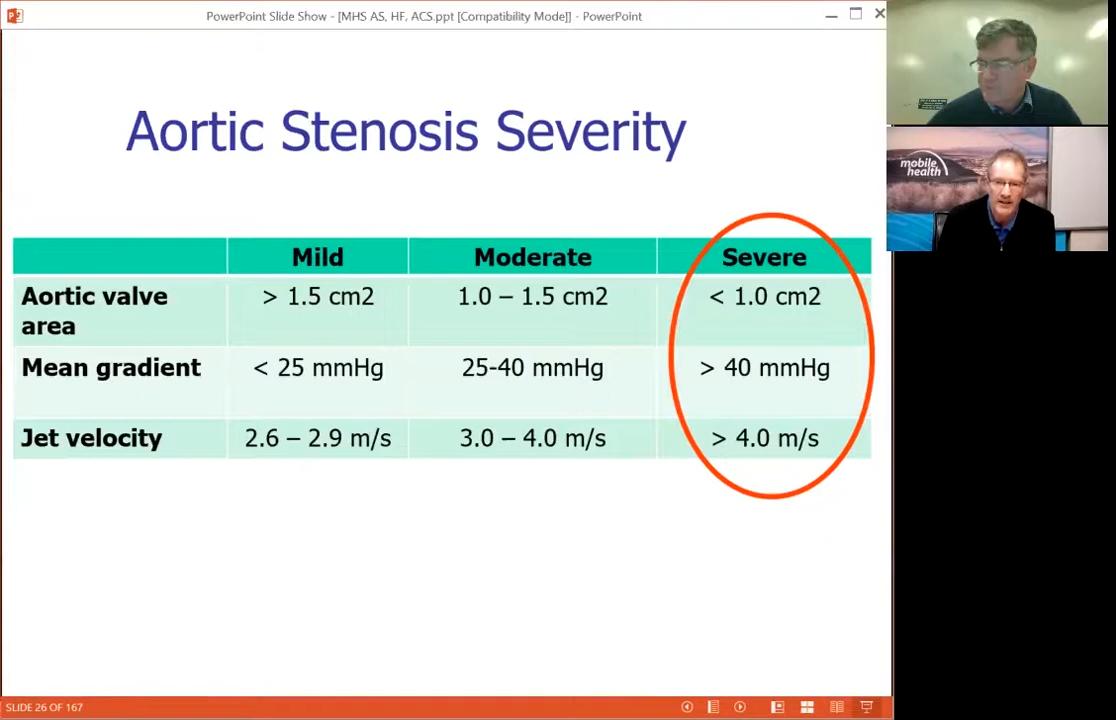 PowerPoint Slide Show - [MHS AS, HF, ACS.ppt [Compatibility Mode]] - PowerPoint
Aortic Stenosis Severity
Mild Moderate Severe
Aortic valve area > 1.5 cm2 1.0 – 1.5 cm2 < 1.0 cm2
Mean gradient < 25 mmHg 25-40 mmHg > 40 mmHg
Jet velocity 2.6 – 2.9 m/s 3.0 – 4.0 m/s > 4.0 m/s
SLIDE 26 OF 167
mobile
health